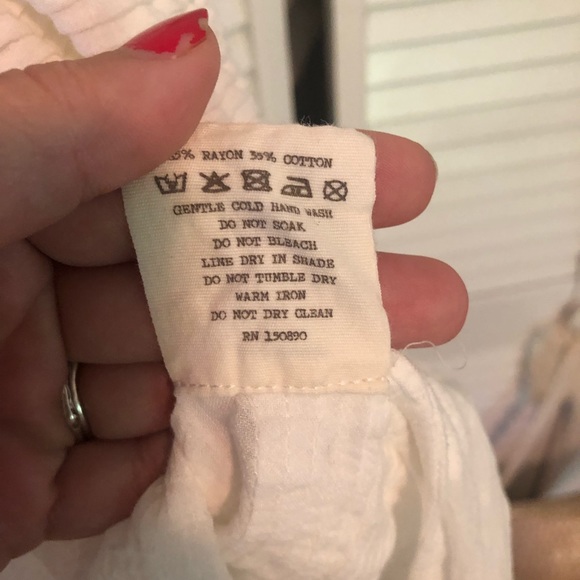 RAYON 35% COTTON
GENTLE COLD HAND WASH
DO NOT SOAK
DO NOT BLEACH
LINE DRY IN SHADE
DO NOT TUMBLE DRY
WARM IRON
DO NOT DRY CLEAN
RN 150890